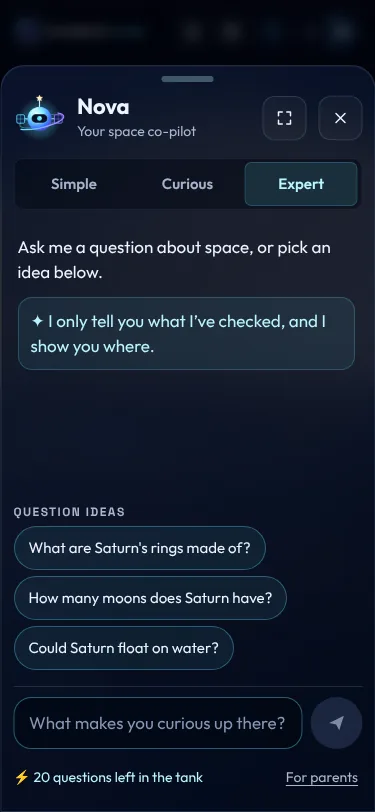 Nova
Your space co-pilot
Simple
Curious
Expert
Ask me a question about space, or pick an
idea below.
✦ I only tell you what I've checked, and I
show you where.
QUESTION IDEAS
What are Saturn's rings made of?
How many moons does Saturn have?
Could Saturn float on water?
What makes you curious up there?
⚡ 20 questions left in the tank
For parents